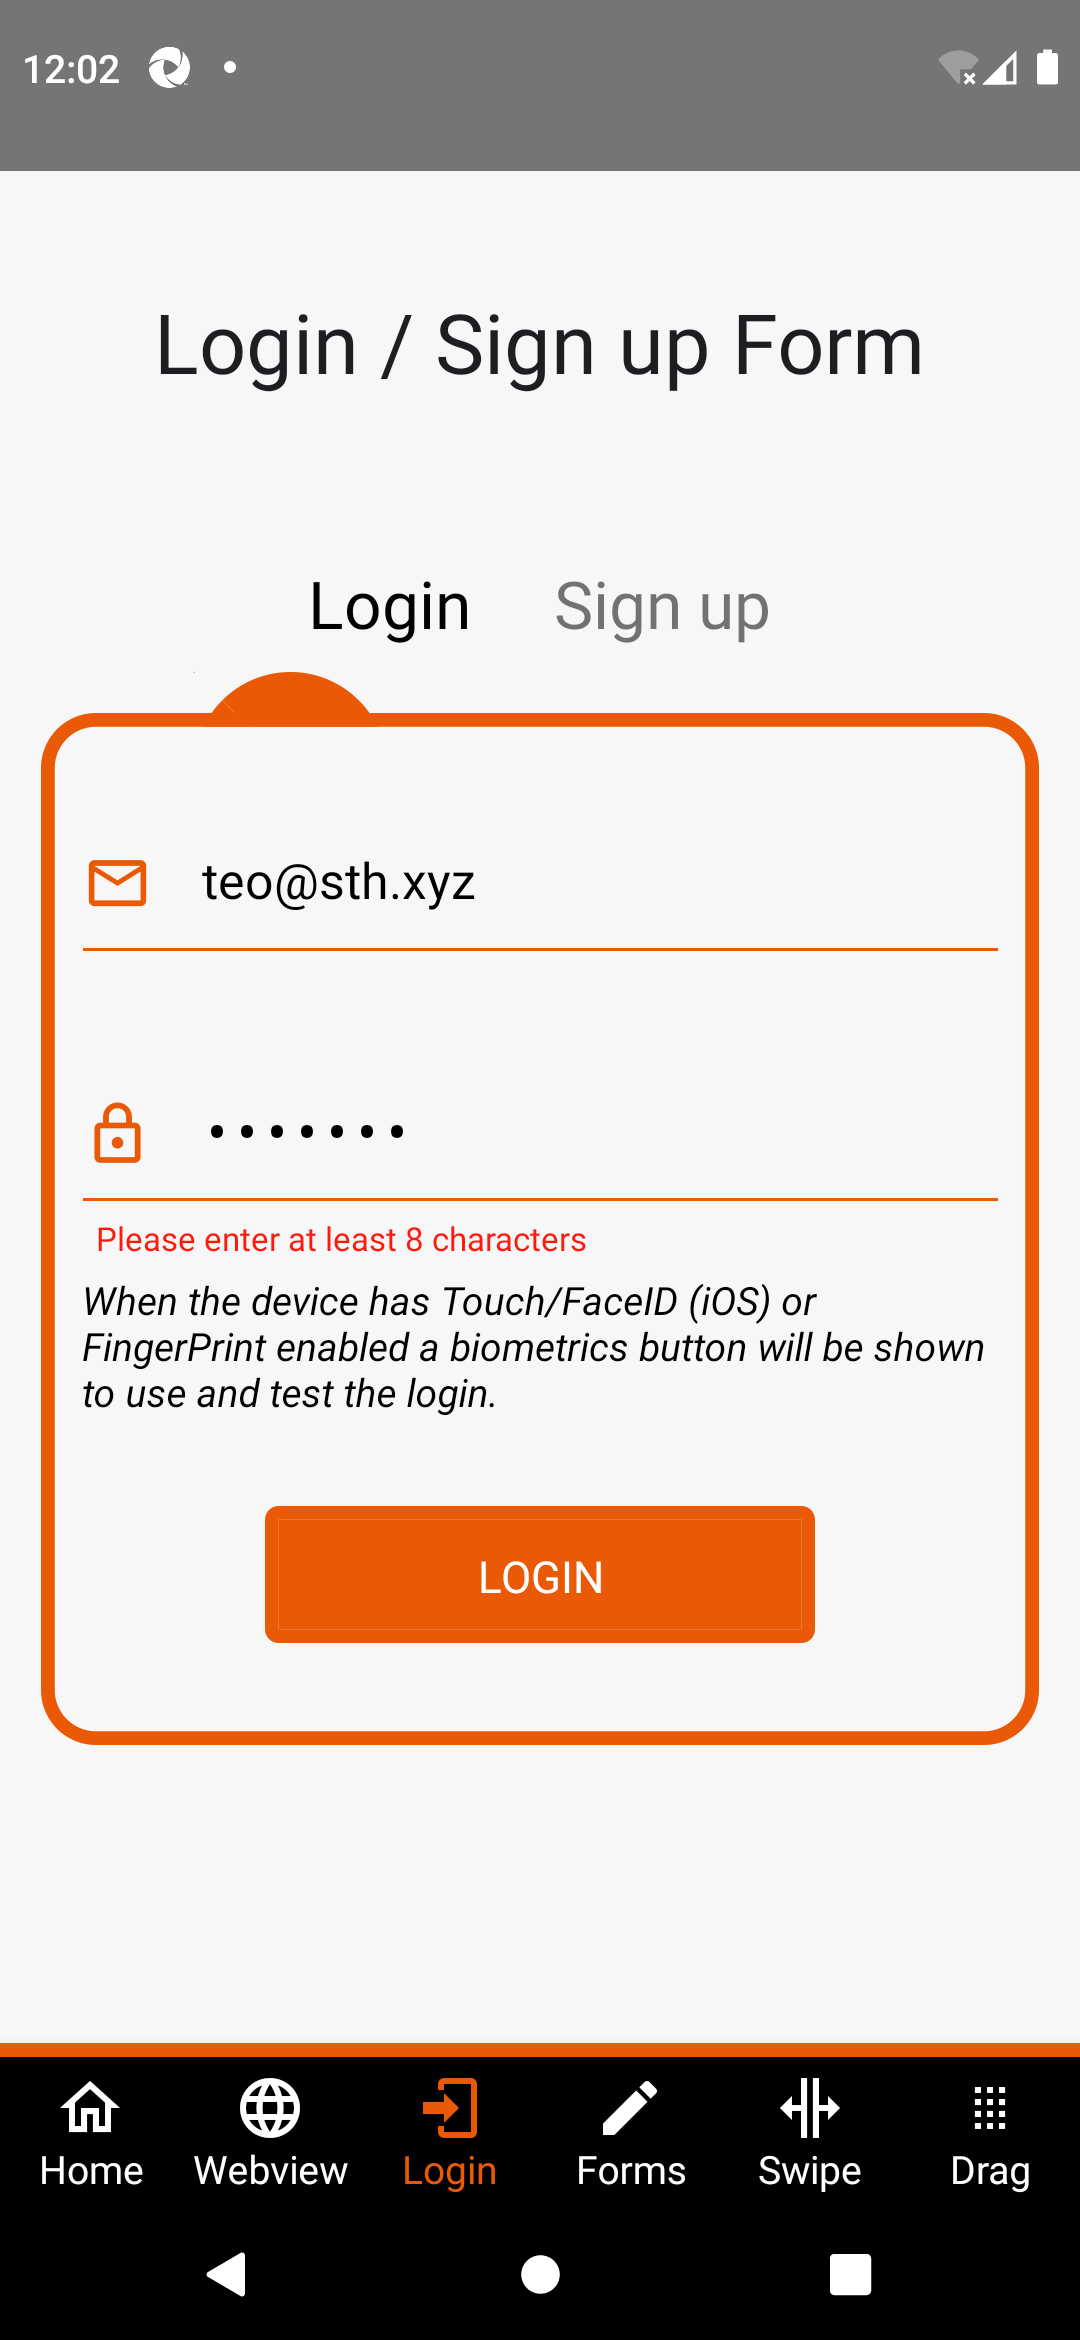 12:02
Login / Sign up Form
Login Sign up
teo@sth.xyz
•••••••
Please enter at least 8 characters
When the device has Touch/FaceID (iOS) or
FingerPrint enabled a biometrics button will be shown
to use and test the login.
LOGIN
Home Webview Login Forms Swipe Drag